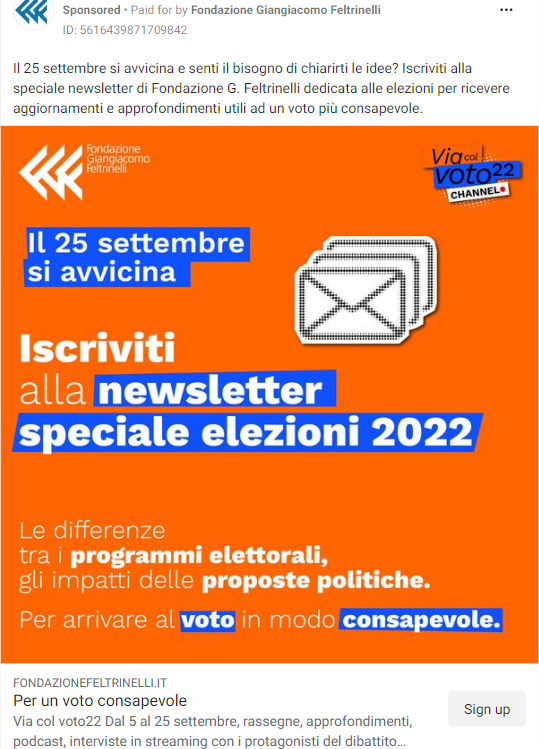 Sponsored • Paid for by Fondazione Giangiacomo Feltrinelli
ID: 5616439871709842
Il 25 settembre si avvicina e senti il bisogno di chiarirti le idee? Iscriviti alla
speciale newsletter di Fondazione G. Feltrinelli dedicata alle elezioni per ricevere
aggiornamenti e approfondimenti utili ad un voto più consapevole.
Fondazione
Giangiacomo
Feltrinelli
Via col
voto22
CHANNEL
Il 25 settembre
si avvicina
Iscriviti
alla newsletter
speciale elezioni 2022
Le differenze
tra i programmi elettorali,
gli impatti delle proposte politiche.
Per arrivare al voto in modo consapevole.
FONDAZIONEFELTRINELLI.IT
Per un voto consapevole
Via col voto22 Dal 5 al 25 settembre, rassegne, approfondimenti,
podcast, interviste in streaming con i protagonisti del dibattito...
Sign up